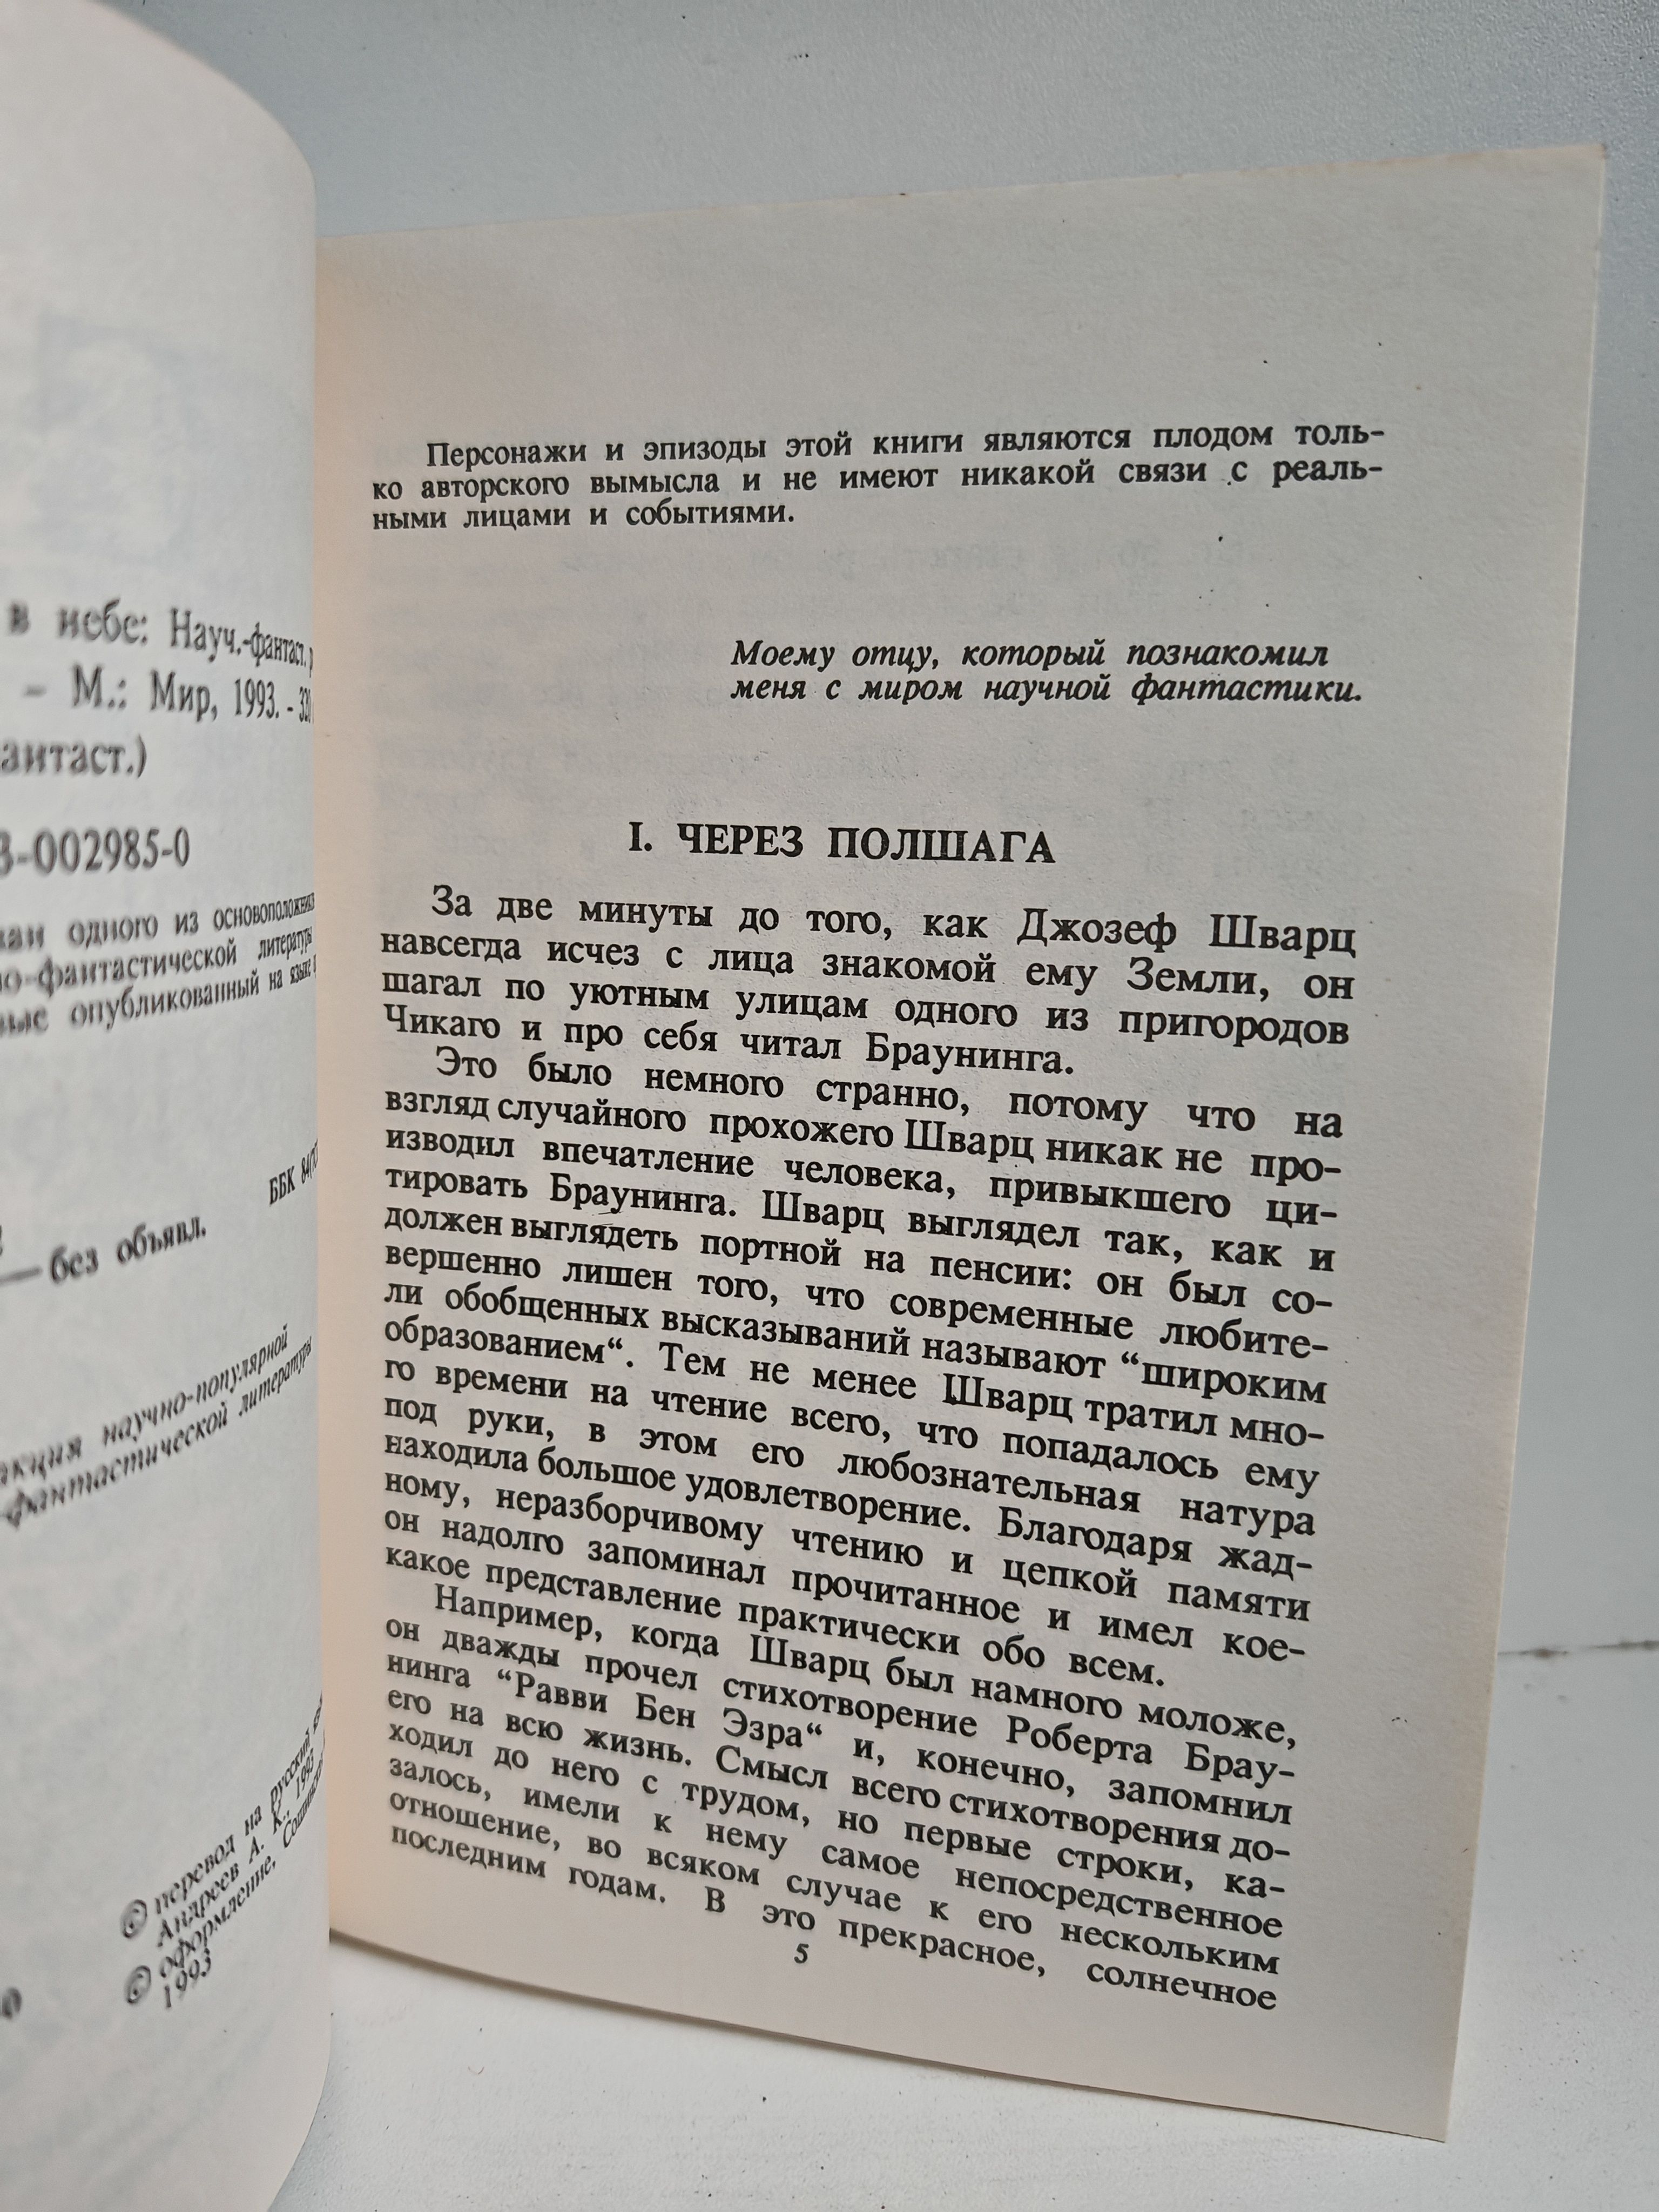 в небе: Науч.-фантаст.
– М.: Мир, 1993. -
3-002985-0
одного из основоположника
литературы
опубликованный на
ББК
— без объявл.
научно-популярной
литературы
© перевод на русский
Андреев А. К., 1993
© оформление,
1993
Персонажи и эпизоды этой книги являются плодом толь-
ко авторского вымысла и не имеют никакой связи с реаль-
ными лицами и событиями.
Моему отцу, который познакомил
меня с миром научной фантастики.
I. ЧЕРЕЗ ПОЛШАГА
За две минуты до того, как Джозеф Шварц
навсегда исчез с лица знакомой ему Земли, он
шагал по уютным улицам одного из пригородов
Чикаго и про себя читал Браунинга.
Это было немного странно, потому что на
взгляд случайного прохожего Шварц никак не про-
изводил впечатление человека, привыкшего ци-
тировать Браунинга. Шварц выглядел так, как и
должен выглядеть портной на пенсии: он был со-
вершенно лишен того, что современные любите-
ли обобщенных высказываний называют “широким
образованием“. Тем не менее Шварц тратил мно-
го времени на чтение всего, что попадалось ему
под руки, в этом его любознательная натура
находила большое удовлетворение. Благодаря жад-
ному, неразборчивому чтению и цепкой памяти
он надолго запоминал прочитанное и имел кое-
какое представление практически обо всем.
Например, когда Шварц был намного моложе,
он дважды прочел стихотворение Роберта Брау-
нинга “Равви Бен Эзра“ и, конечно, запомнил
его на всю жизнь. Смысл всего стихотворения до-
ходил до него с трудом, но первые строки, ка-
залось, имели к нему самое непосредственное
отношение, во всяком случае к его нескольким
последним годам. В это прекрасное, солнечное
5